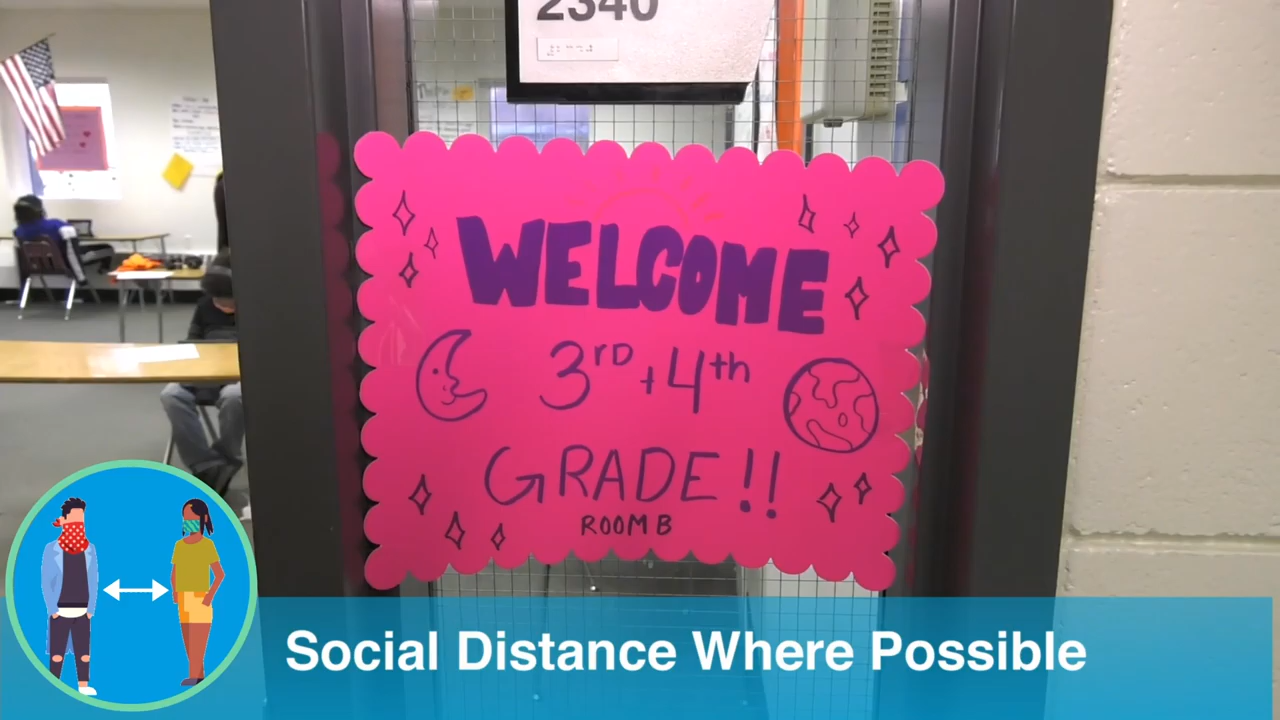 2340
WELCOME
3RD + 4th
GRADE!!
ROOM B
Social Distance Where Possible